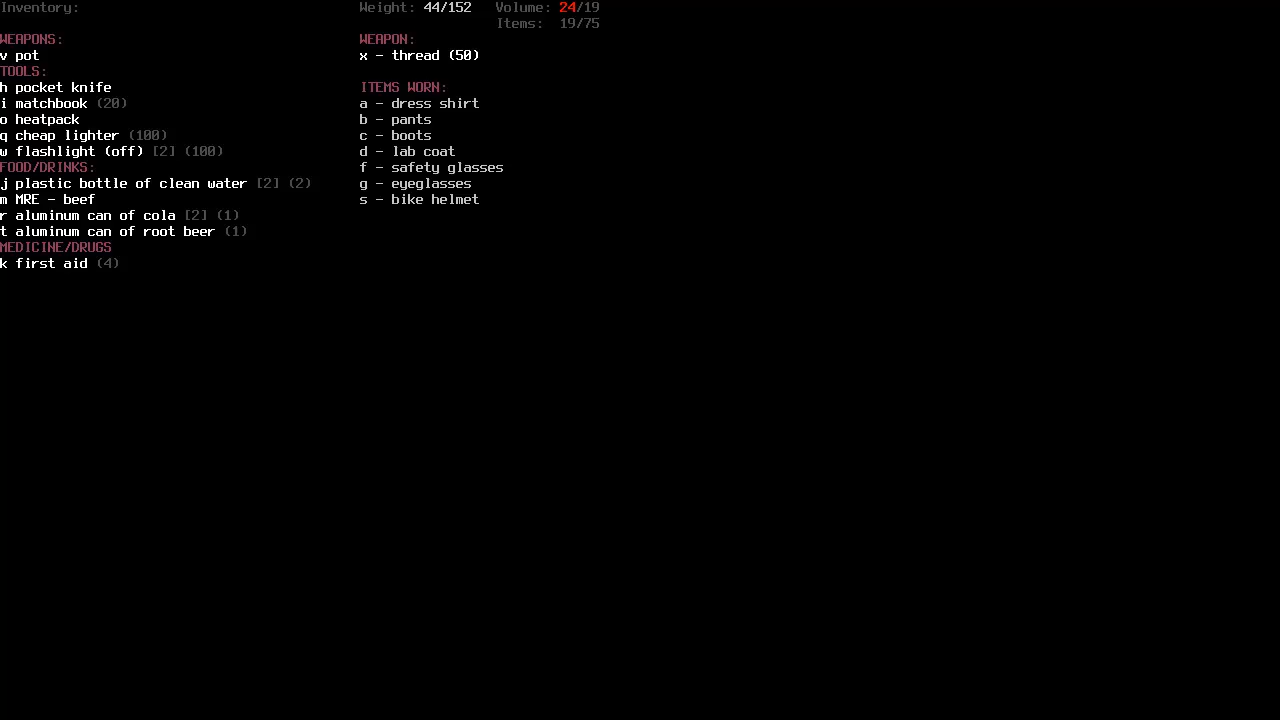 Inventory: Weight: 44/152 Volume: 24/19
Items: 19/75
WEAPONS:
v pot
TOOLS:
h pocket knife
i matchbook (20)
o heatpack
q cheap lighter (100)
w flashlight (off) [2] (100)
FOOD/DRINKS:
j plastic bottle of clean water [2] (2)
m MRE - beef
r aluminum can of cola [2] (1)
t aluminum can of root beer (1)
MEDICINE/DRUGS
k first aid (4)
WEAPON:
x - thread (50)
ITEMS WORN:
a - dress shirt
b - pants
c - boots
d - lab coat
f - safety glasses
g - eyeglasses
s - bike helmet